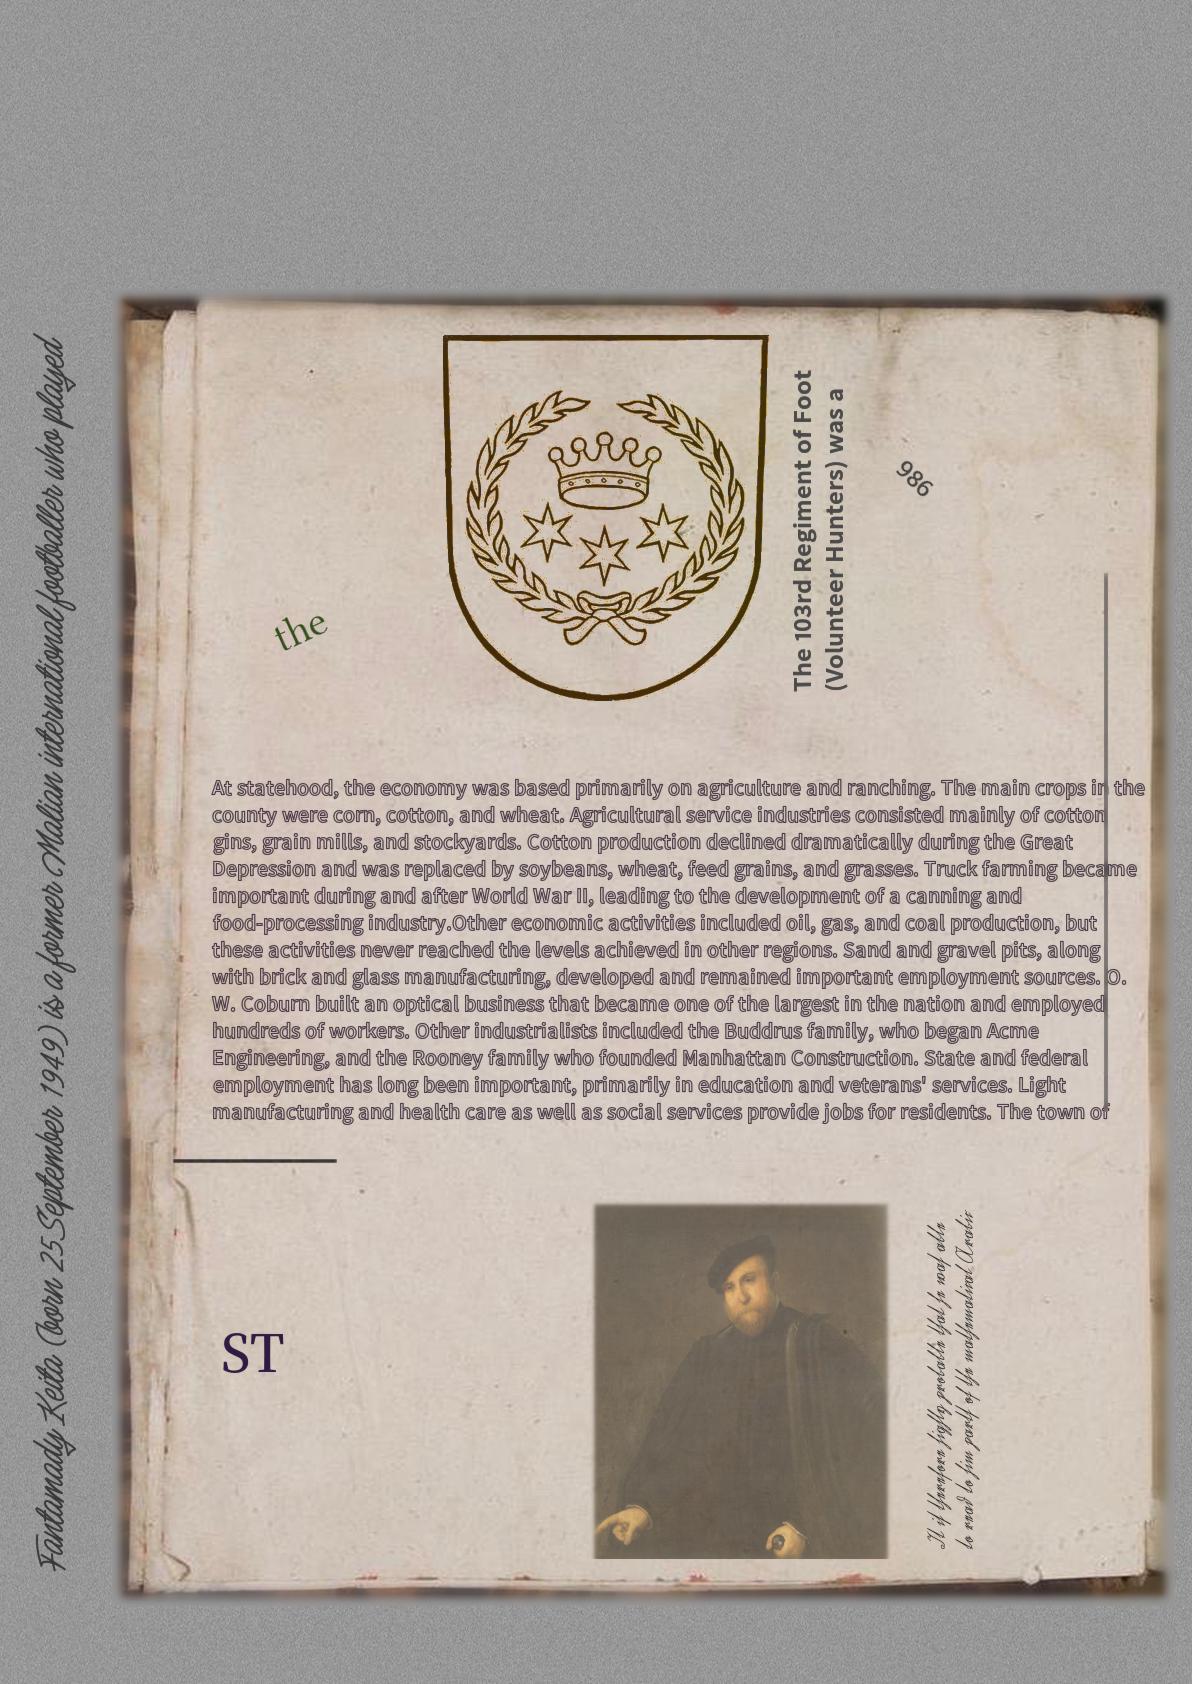 Fantamady Keita (born 25 September 1949) is a former Malian international footballer who played
The 103rd Regiment of Foot
(Volunteer Hunters) was a
986
the
At statehood, the economy was based primarily on agriculture and ranching. The main crops in the
county were corn, cotton, and wheat. Agricultural service industries consisted mainly of cotton
gins, grain mills, and stockyards. Cotton production declined dramatically during the Great
Depression and was replaced by soybeans, wheat, feed grains, and grasses. Truck farming became
important during and after World War II, leading to the development of a canning and
food-processing industry.Other economic activities included oil, gas, and coal production, but
these activities never reached the levels achieved in other regions. Sand and gravel pits, along
with brick and glass manufacturing, developed and remained important employment sources. O.
W. Coburn built an optical business that became one of the largest in the nation and employed
hundreds of workers. Other industrialists included the Buddrus family, who began Acme
Engineering, and the Rooney family who founded Manhattan Construction. State and federal
employment has long been important, primarily in education and veterans' services. Light
manufacturing and health care as well as social services provide jobs for residents. The town of
ST
It is therefore highly probable that he was able
to read to him parts of the mathematical Arabic